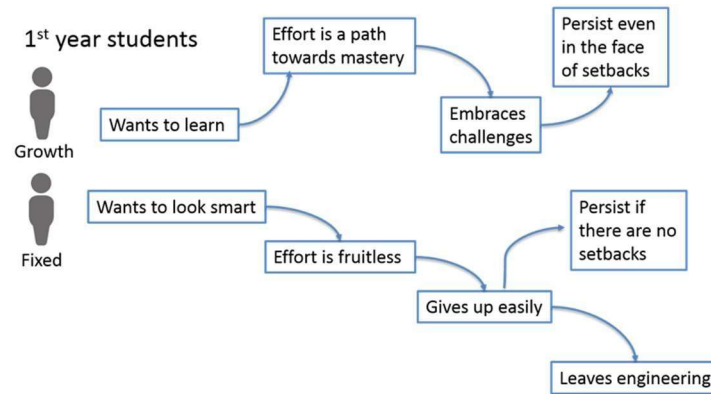 1st year students
Effort is a path
towards mastery
Persist even
in the face
of setbacks
Wants to learn
Embraces
challenges
Growth
Wants to look smart
Persist if
there are no
setbacks
Effort is fruitless
Fixed
Gives up easily
Leaves engineering